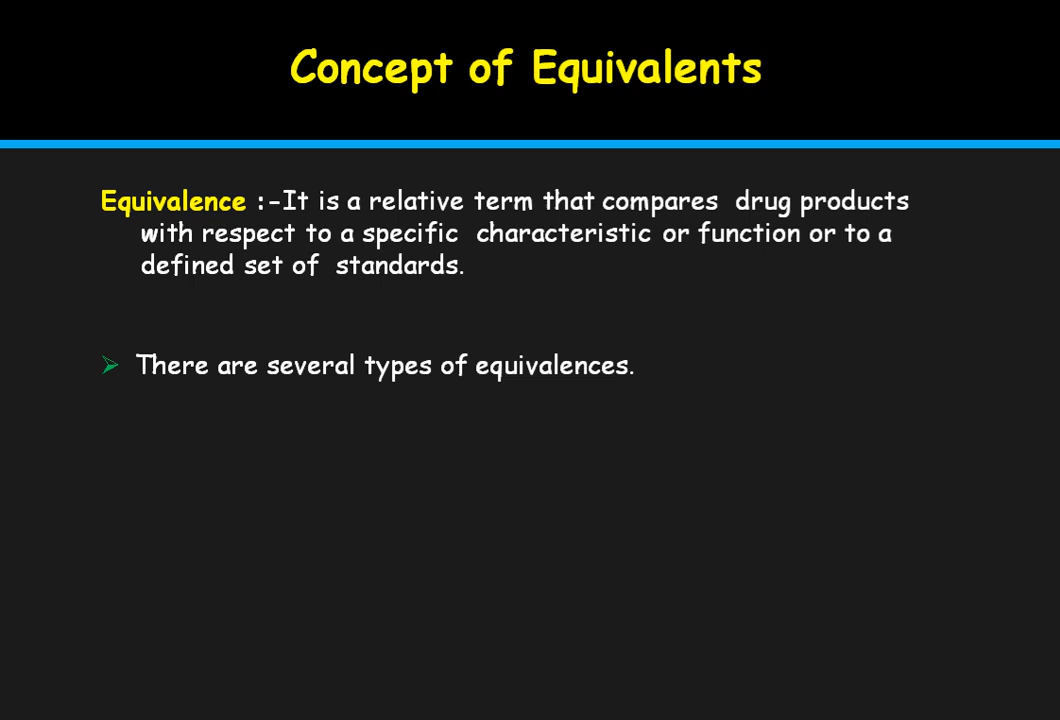 Concept of Equivalents
Equivalence :-It is a relative term that compares drug products
with respect to a specific characteristic or function or to a
defined set of standards.
➢ There are several types of equivalences.